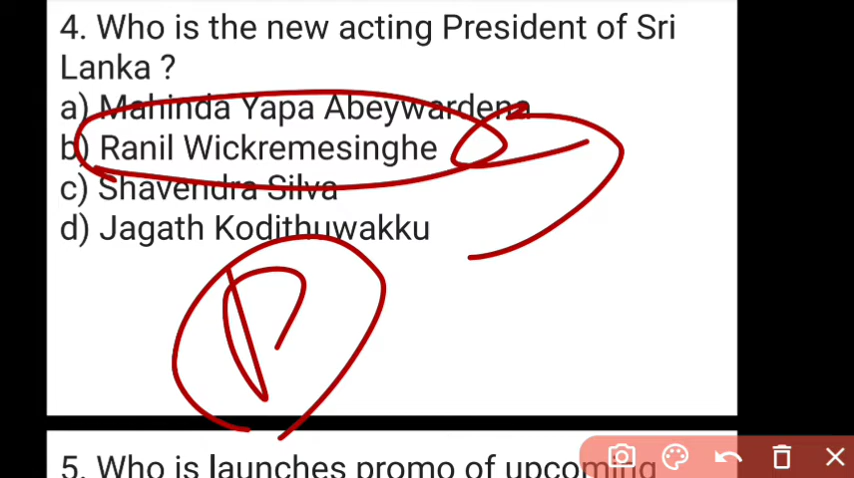 4. Who is the new acting President of Sri
Lanka ?
a) Mahinda Yapa Abeywardena
b) Ranil Wickremesinghe
c) Shavendra Silva
d) Jagath Kodithuwakku
5. Who is launches promo of upcoming